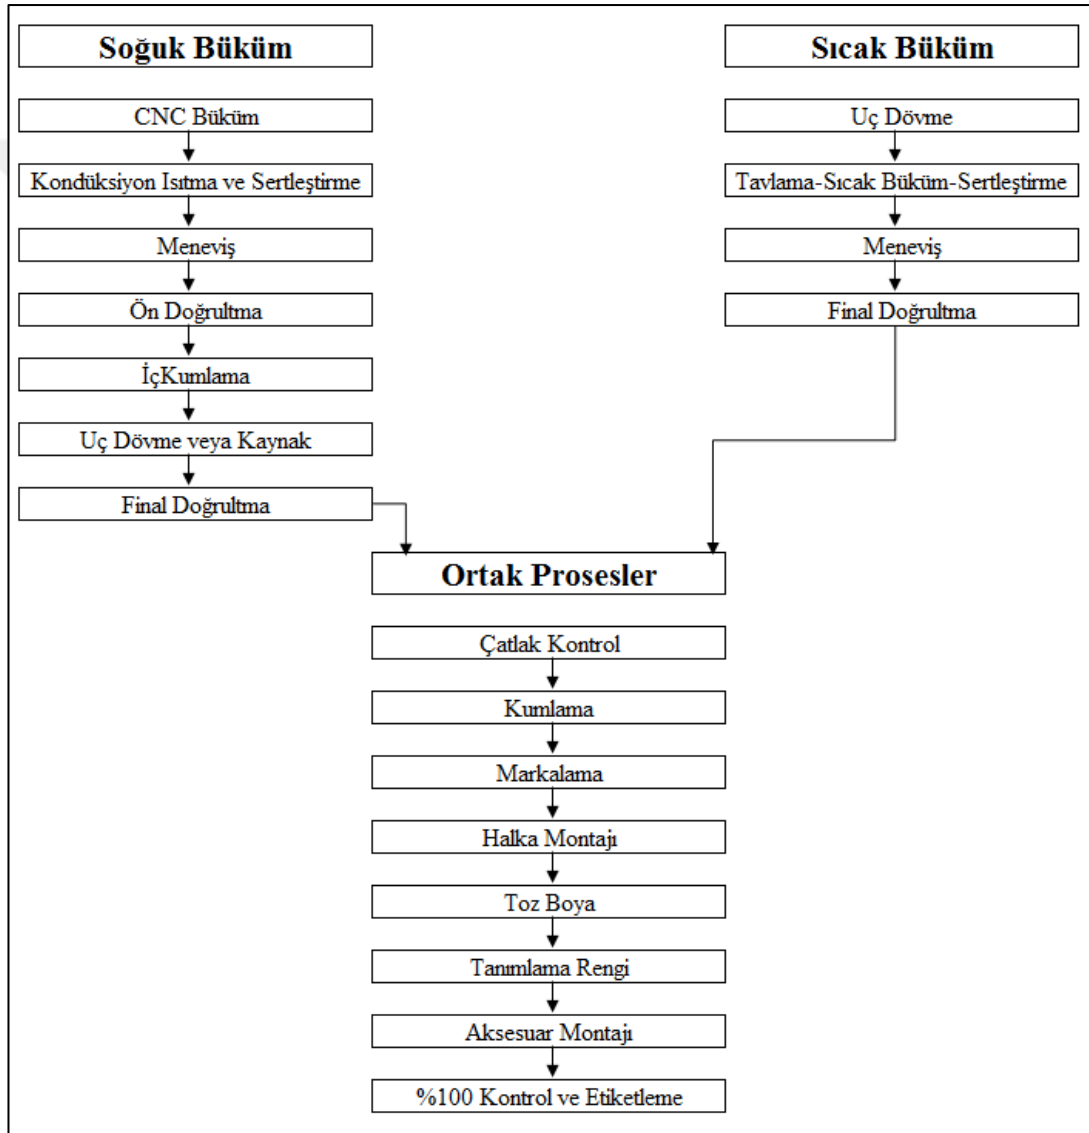 Soğuk Büküm
CNC Büküm
Kondüksiyon Isıtma ve Sertleştirme
Meneviş
Ön Doğrultma
İçKumlama
Uç Dövme veya Kaynak
Final Doğrultma
Sıcak Büküm
Uç Dövme
Tavlama-Sıcak Büküm-Sertleştirme
Meneviş
Final Doğrultma
Ortak Prosesler
Çatlak Kontrol
Kumlama
Markalama
Halka Montajı
Toz Boya
Tanımlama Rengi
Aksesuar Montajı
%100 Kontrol ve Etiketleme